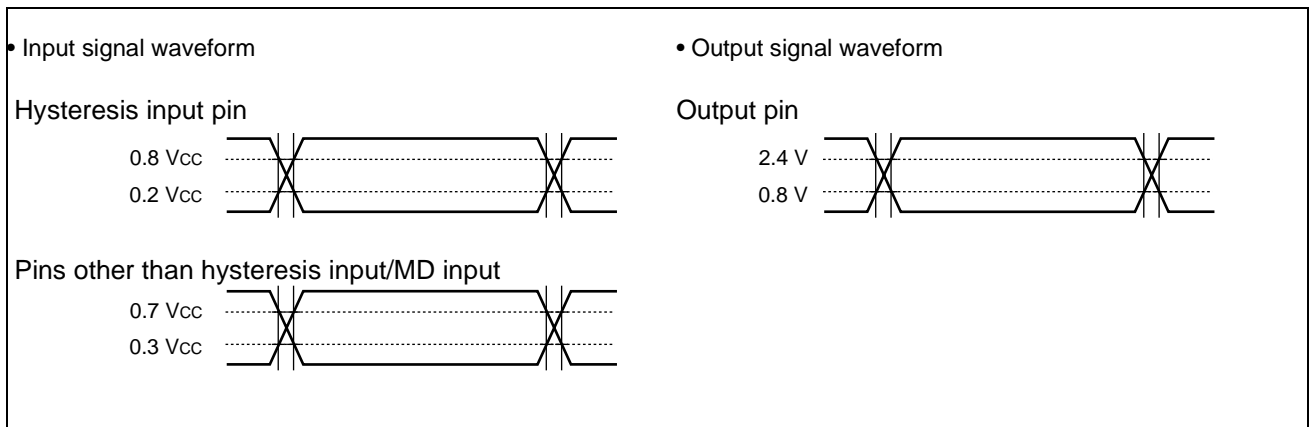 • Input signal waveform
Hysteresis input pin
0.8 Vcc
0.2 Vcc
Pins other than hysteresis input/MD input
0.7 Vcc
0.3 Vcc
• Output signal waveform
Output pin
2.4 V
0.8 V